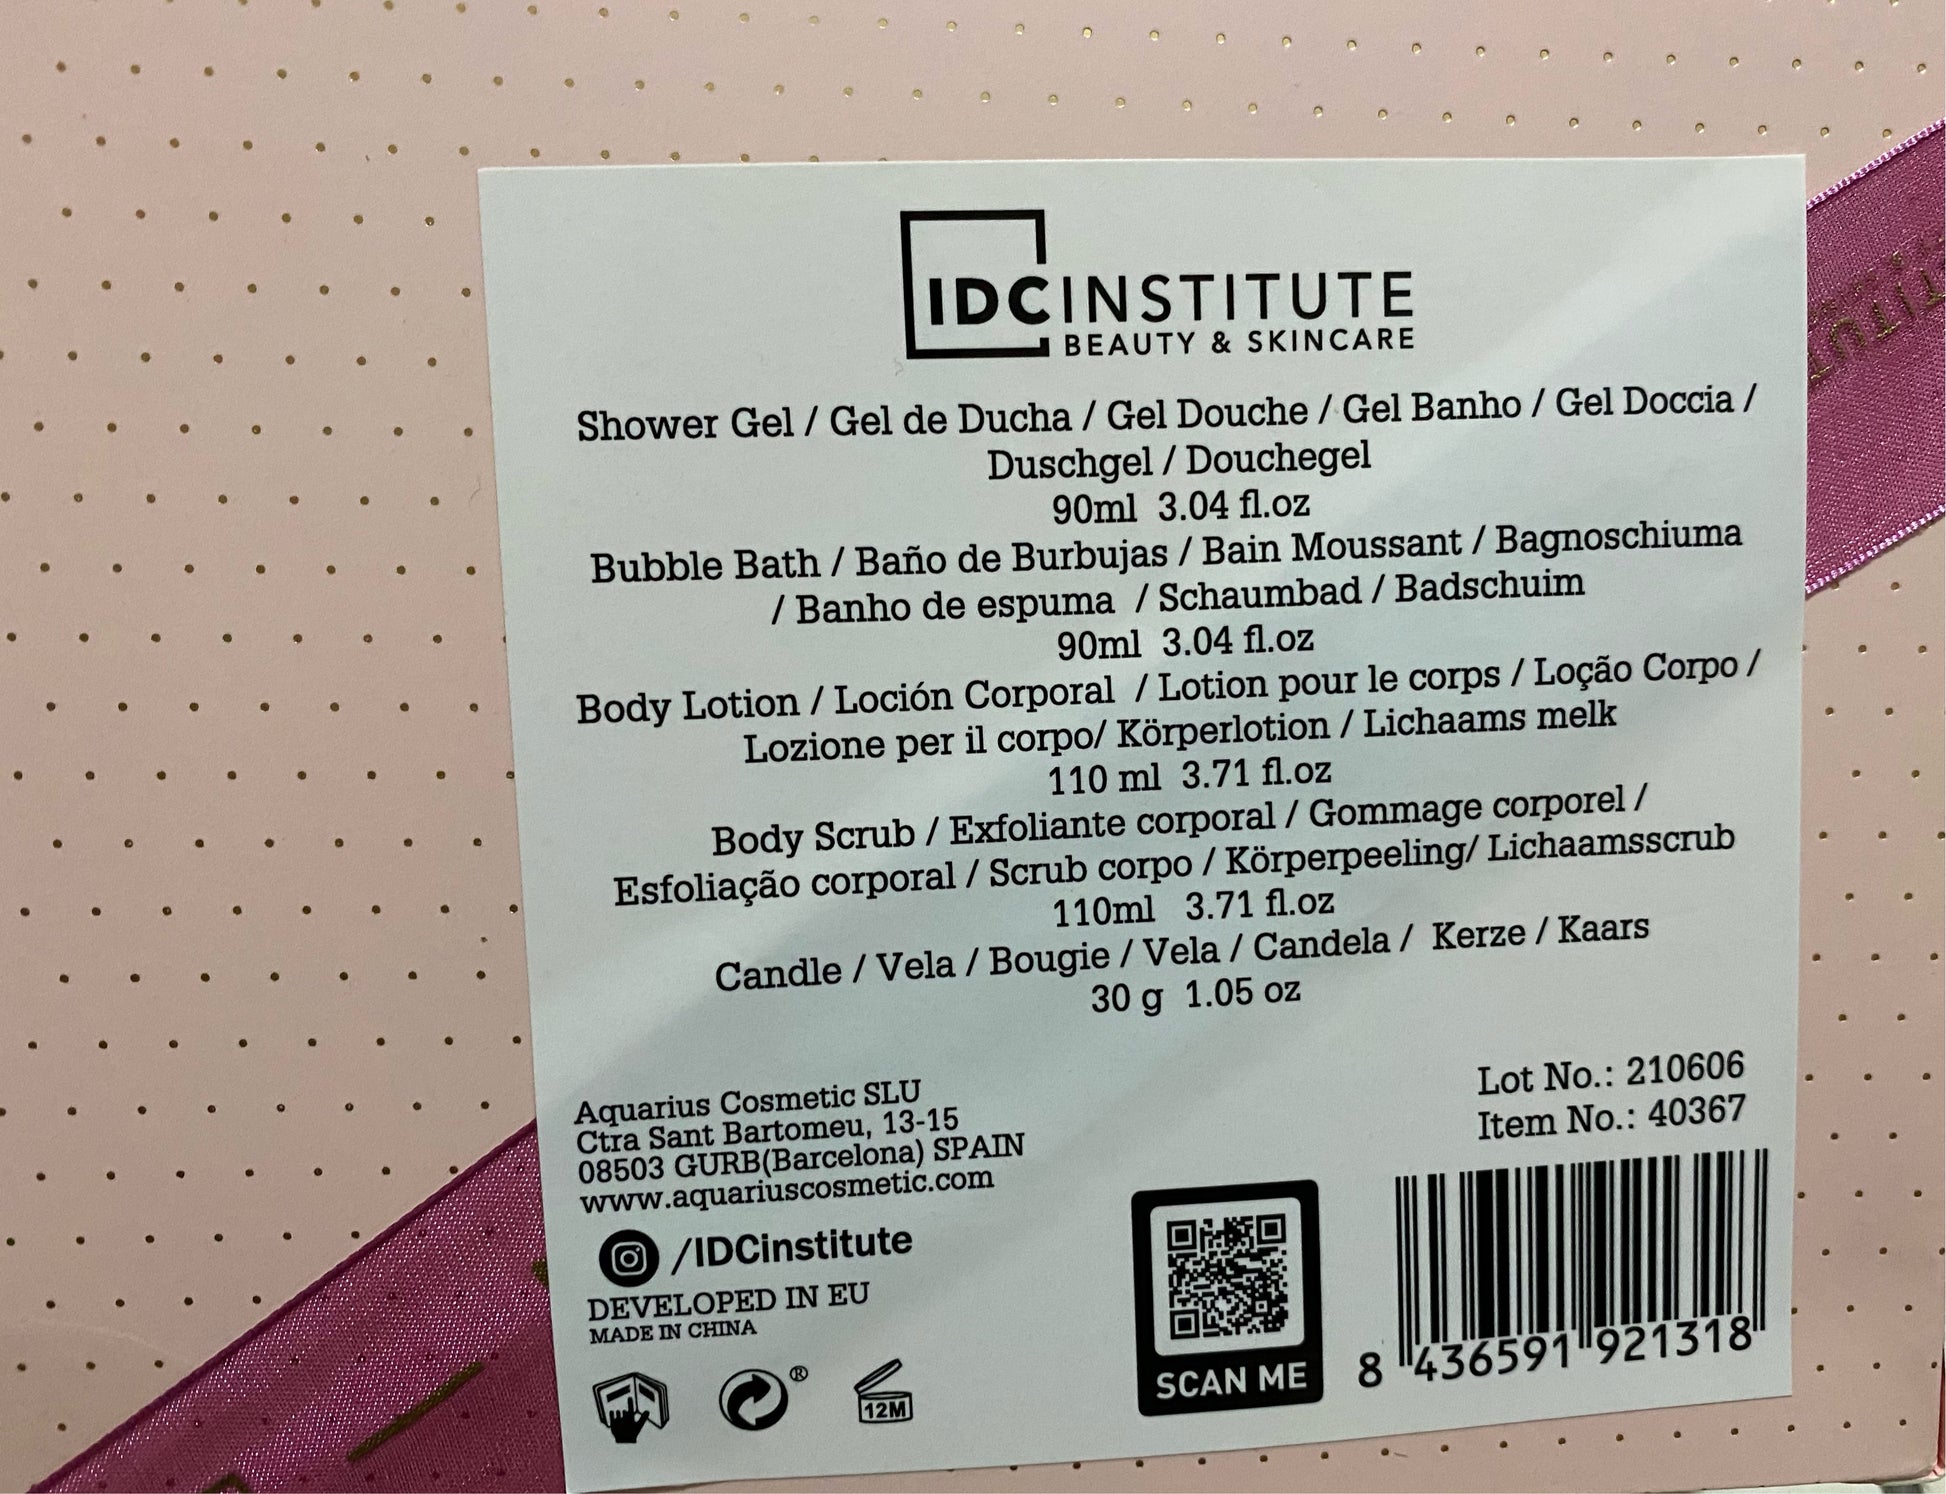 IDCINSTITUTE
BEAUTY & SKINCARE
Shower Gel / Gel de Ducha / Gel Douche / Gel Banho / Gel Doccia /
Duschgel / Douchegel
90ml 3.04 fl.oz
Bubble Bath / Baño de Burbujas / Bain Moussant / Bagnoschiuma
/ Banho de espuma / Schaumbad / Badschuim
90ml 3.04 fl.oz
Body Lotion / Loción Corporal / Lotion pour le corps / Loção Corpo /
Lozione per il corpo/ Körperlotion / Lichaams melk
110 ml 3.71 fl.oz
Body Scrub / Exfoliante corporal / Gommage corporel /
Esfoliação corporal / Scrub corpo / Körperpeeling/ Lichaamsscrub
110ml 3.71 fl.oz
Candle / Vela / Bougie / Vela / Candela / Kerze / Kaars
30 g 1.05 oz
Lot No.: 210606
Item No.: 40367
Aquarius Cosmetic SLU
Ctra Sant Bartomeu, 13-15
08503 GURB(Barcelona) SPAIN
www.aquariuscosmetic.com
/IDCinstitute
DEVELOPED IN EU
MADE IN CHINA
®
12M
SCAN ME
8 436591 921318